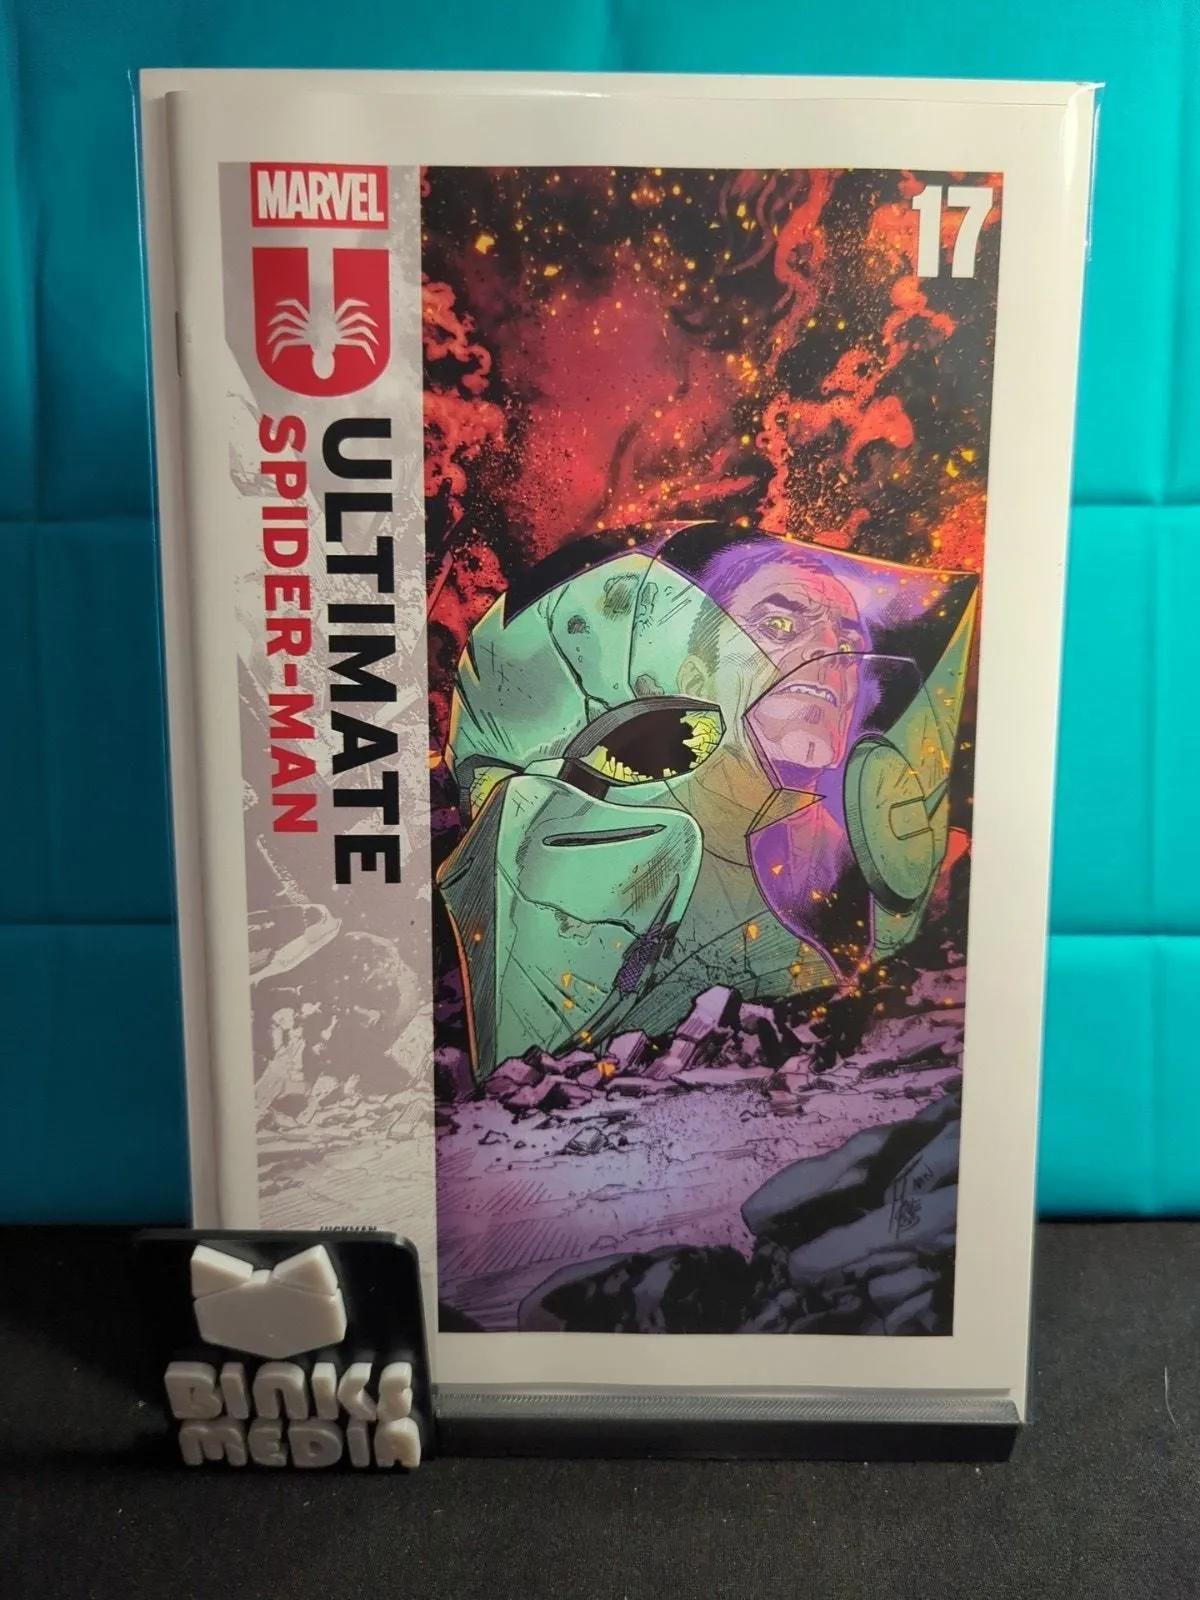 MARVEL
17
ULTIMATE
SPIDER-MAN
HICKMAN
BINKS
MEDIA